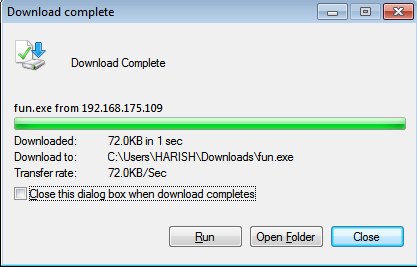 Download complete
Download Complete
fun.exe from 192.168.175.109
Downloaded: 72.0KB in 1 sec
Download to: C:\Users\HARISH\Downloads\fun.exe
Transfer rate: 72.0KB/Sec
Close this dialog box when download completes
Run Open Folder Close